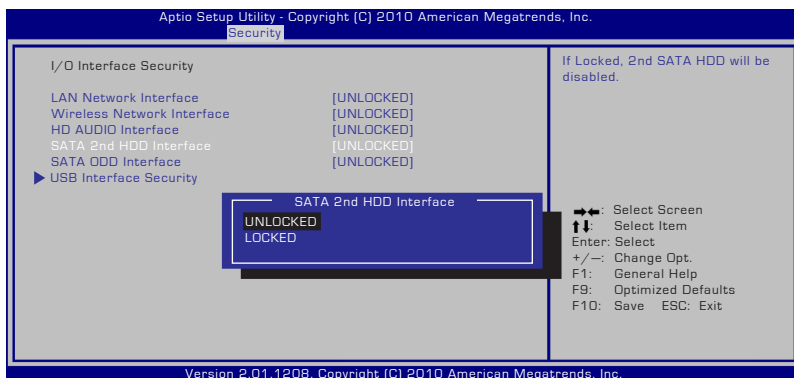 Aptio Setup Utility - Copyright (C) 2010 American Megatrends, Inc.
Security
I/O Interface Security
LAN Network Interface [UNLOCKED]
Wireless Network Interface [UNLOCKED]
HD AUDIO Interface [UNLOCKED]
SATA 2nd HDD Interface [UNLOCKED]
SATA ODD Interface [UNLOCKED]
USB Interface Security
SATA 2nd HDD Interface
UNLOCKED
LOCKED
If Locked, 2nd SATA HDD will be
disabled.
→←: Select Screen
↑↓: Select Item
Enter: Select
+/—: Change Opt.
F1: General Help
F9: Optimized Defaults
F10: Save ESC: Exit
Version 2.01.1208. Copyright (C) 2010 American Megatrends, Inc.